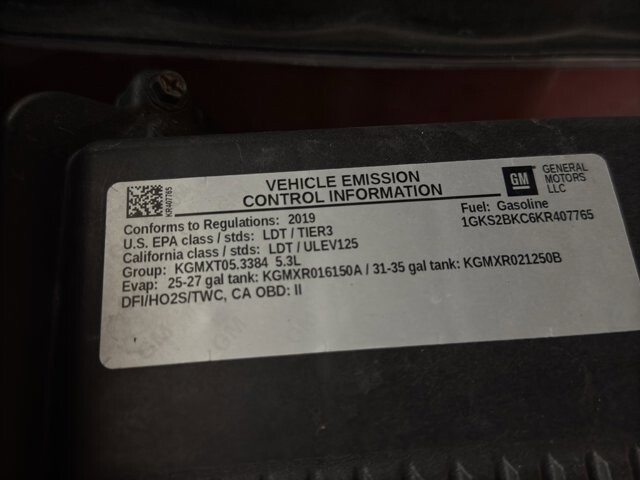 KR407765
VEHICLE EMISSION
CONTROL INFORMATION
GM
GENERAL
MOTORS
LLC
Conforms to Regulations: 2019
Fuel: Gasoline
U.S. EPA class / stds: LDT / TIER3
1GKS2BKC6KR407765
California class / stds: LDT / ULEV125
Group: KGMXT05.3384 5.3L
Evap: 25-27 gal tank: KGMXR016150A / 31-35 gal tank: KGMXR021250B
DFI/HO2S/TWC, CA OBD: II